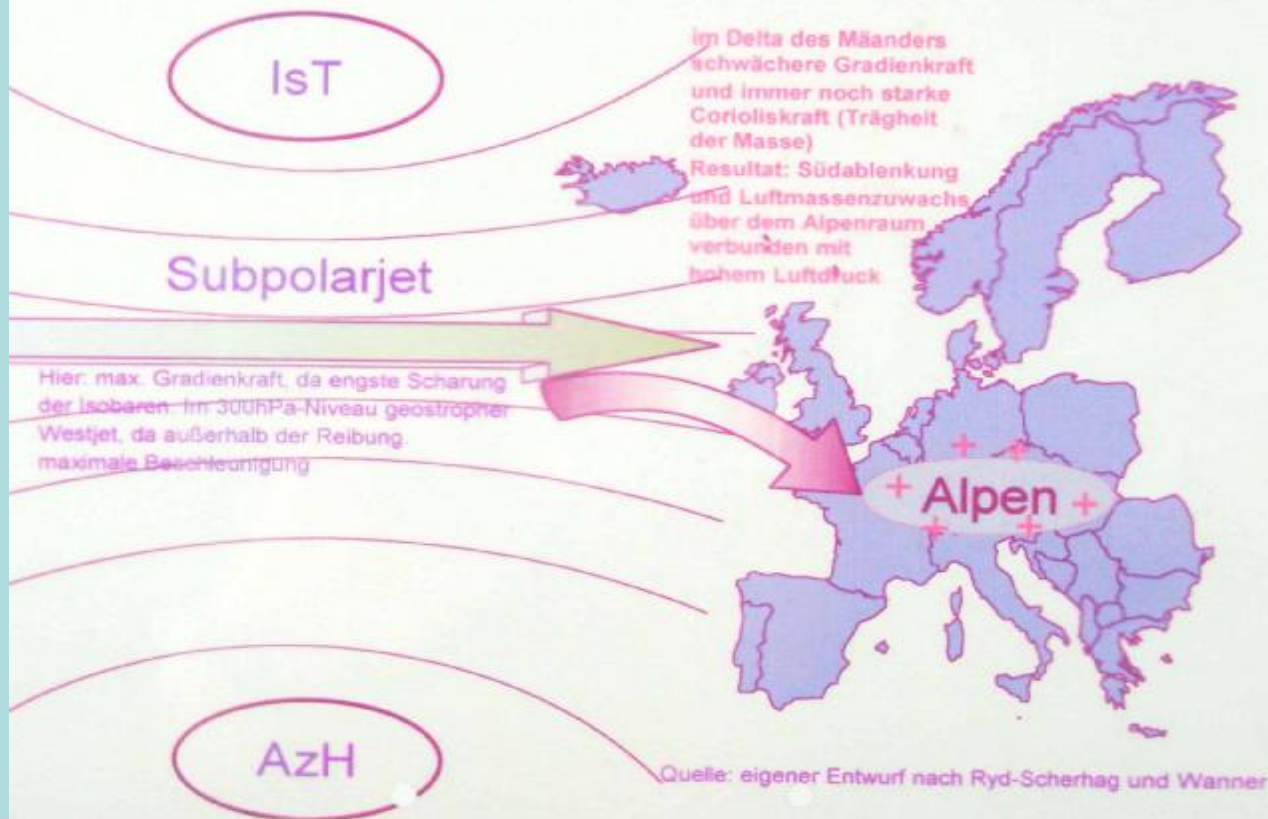 IsT
im Delta des Mäanders
schwächere Gradienkraft
und immer noch starke
Corioliskraft (Trägheit
der Masse)
Resultat: Südablenkung
und Luftmassenzuwachs
über dem Alpenraum
verbunden mit
hohem Luftdruck
Subpolarjet
Hier: max. Gradienkraft, da engste Scharung
der Isobaren. Im 300hPa-Niveau geostropher
Westjet, da außerhalb der Reibung.
maximale Beschleunigung
Alpen
AzH
Quelle: eigener Entwurf nach Ryd-Scherhag und Wanner